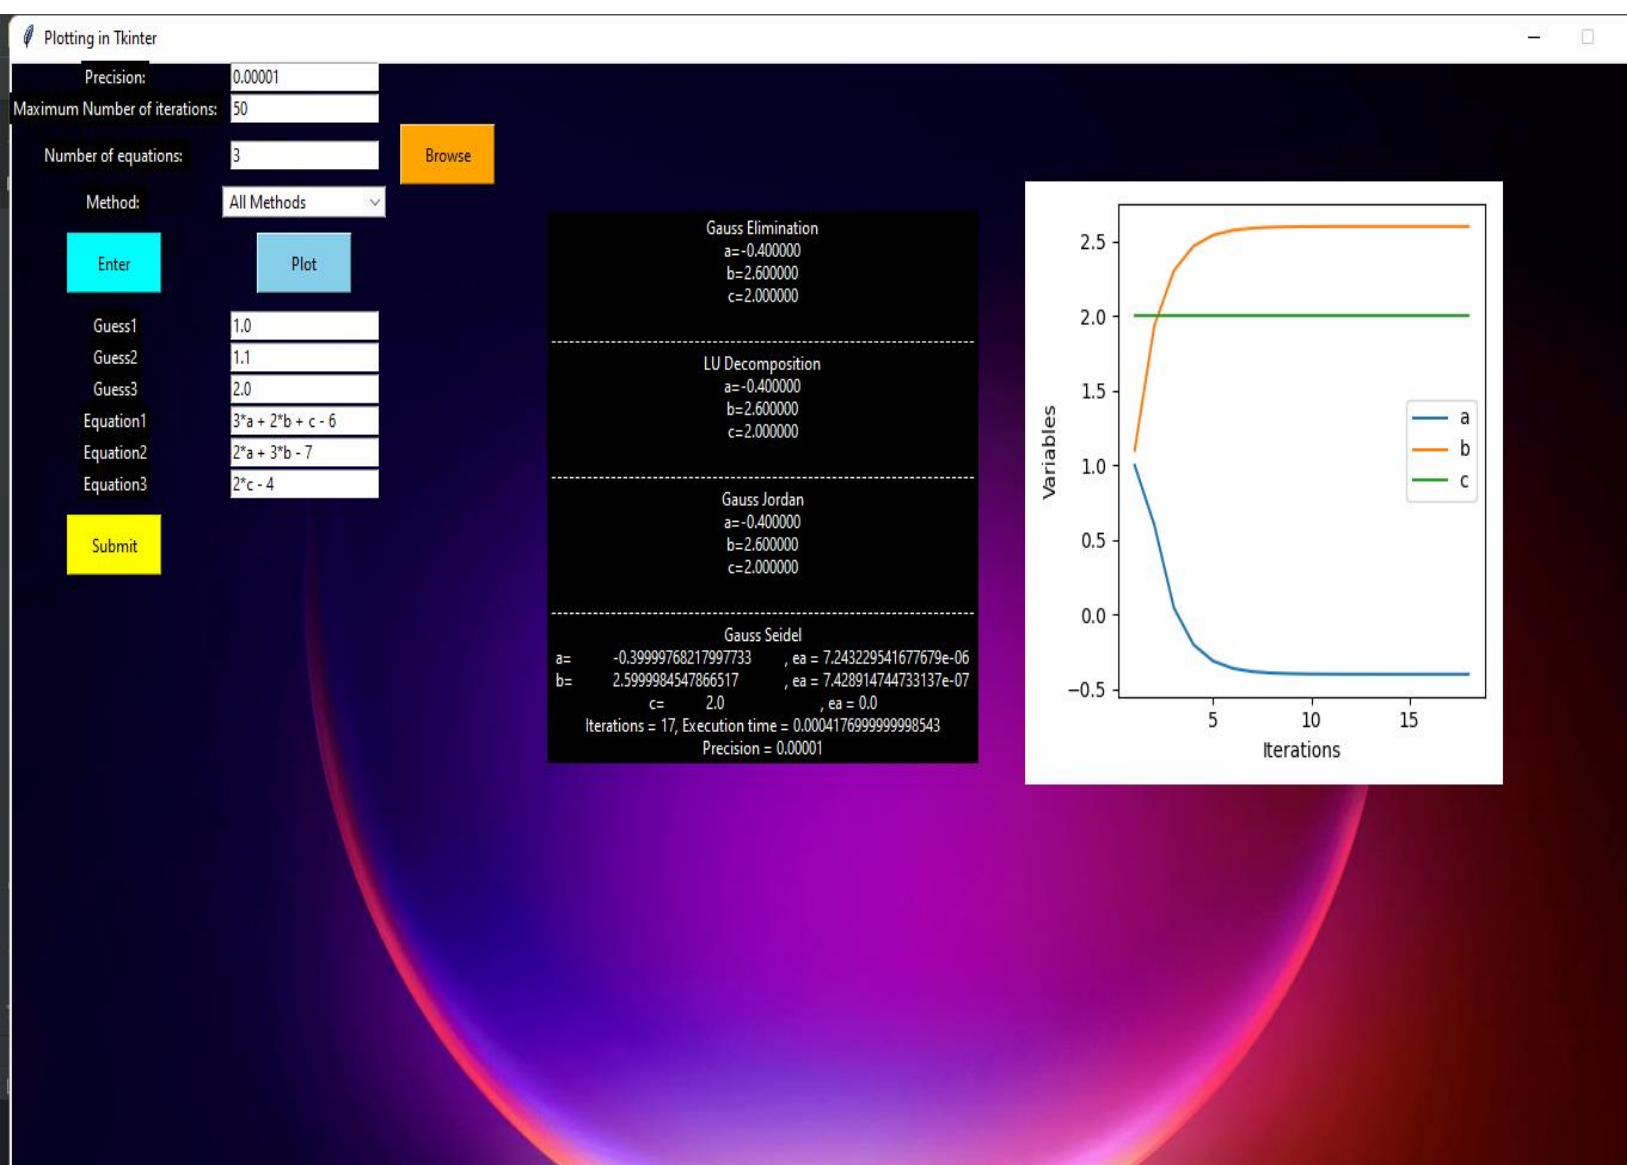 Plotting in Tkinter
Precision: 0.00001
Maximum Number of iterations: 50
Number of equations: 3
Browse
Method: All Methods
Enter Plot
Guess1 1.0
Guess2 1.1
Guess3 2.0
Equation1 3*a + 2*b + c - 6
Equation2 2*a + 3*b - 7
Equation3 2*c - 4
Submit
Gauss Elimination
a=-0.400000
b=2.600000
c=2.000000
--------------------------------------------------------------------------------
LU Decomposition
a=-0.400000
b=2.600000
c=2.000000
--------------------------------------------------------------------------------
Gauss Jordan
a=-0.400000
b=2.600000
c=2.000000
--------------------------------------------------------------------------------
Gauss Seidel
a= -0.39999768217997733 , ea = 7.243229541677679e-06
b= 2.5999984547866517 , ea = 7.428914744733137e-07
c= 2.0 , ea = 0.0
Iterations = 17, Execution time = 0.0004176999999998543
Precision = 0.00001
2.5
2.0
1.5
1.0
0.5
0.0
−0.5
Variables
a
b
c
5 10 15
Iterations